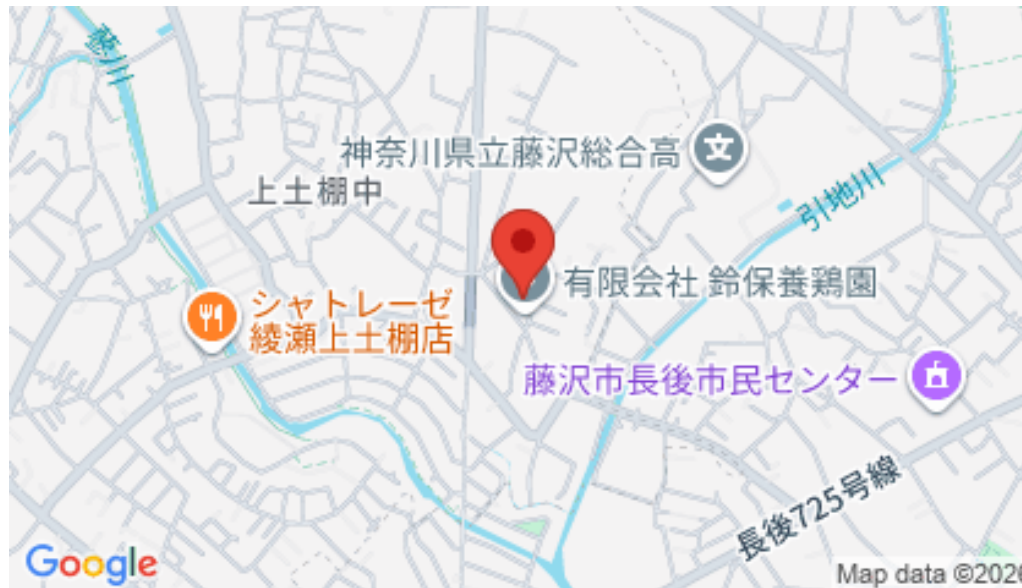 蓼川
神奈川県立藤沢総合高
上土棚中
引地川
有限会社 鈴保養鶏園
シャトレーゼ
綾瀬上土棚店
藤沢市長後市民センター
長後725号線
Google
Map data ©202